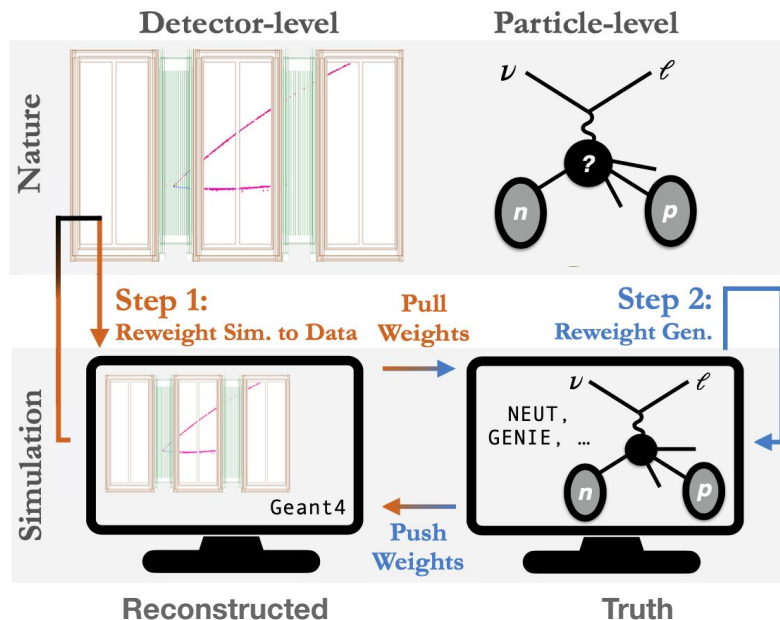 Detector-level
Particle-level
Nature
ν
ℓ
?
n
p
Step 1:
Reweight Sim. to Data
Pull
Weights
Step 2:
Reweight Gen.
Simulation
Geant4
ν
ℓ
NEUT,
GENIE, ...
n
p
Push
Weights
Reconstructed
Truth